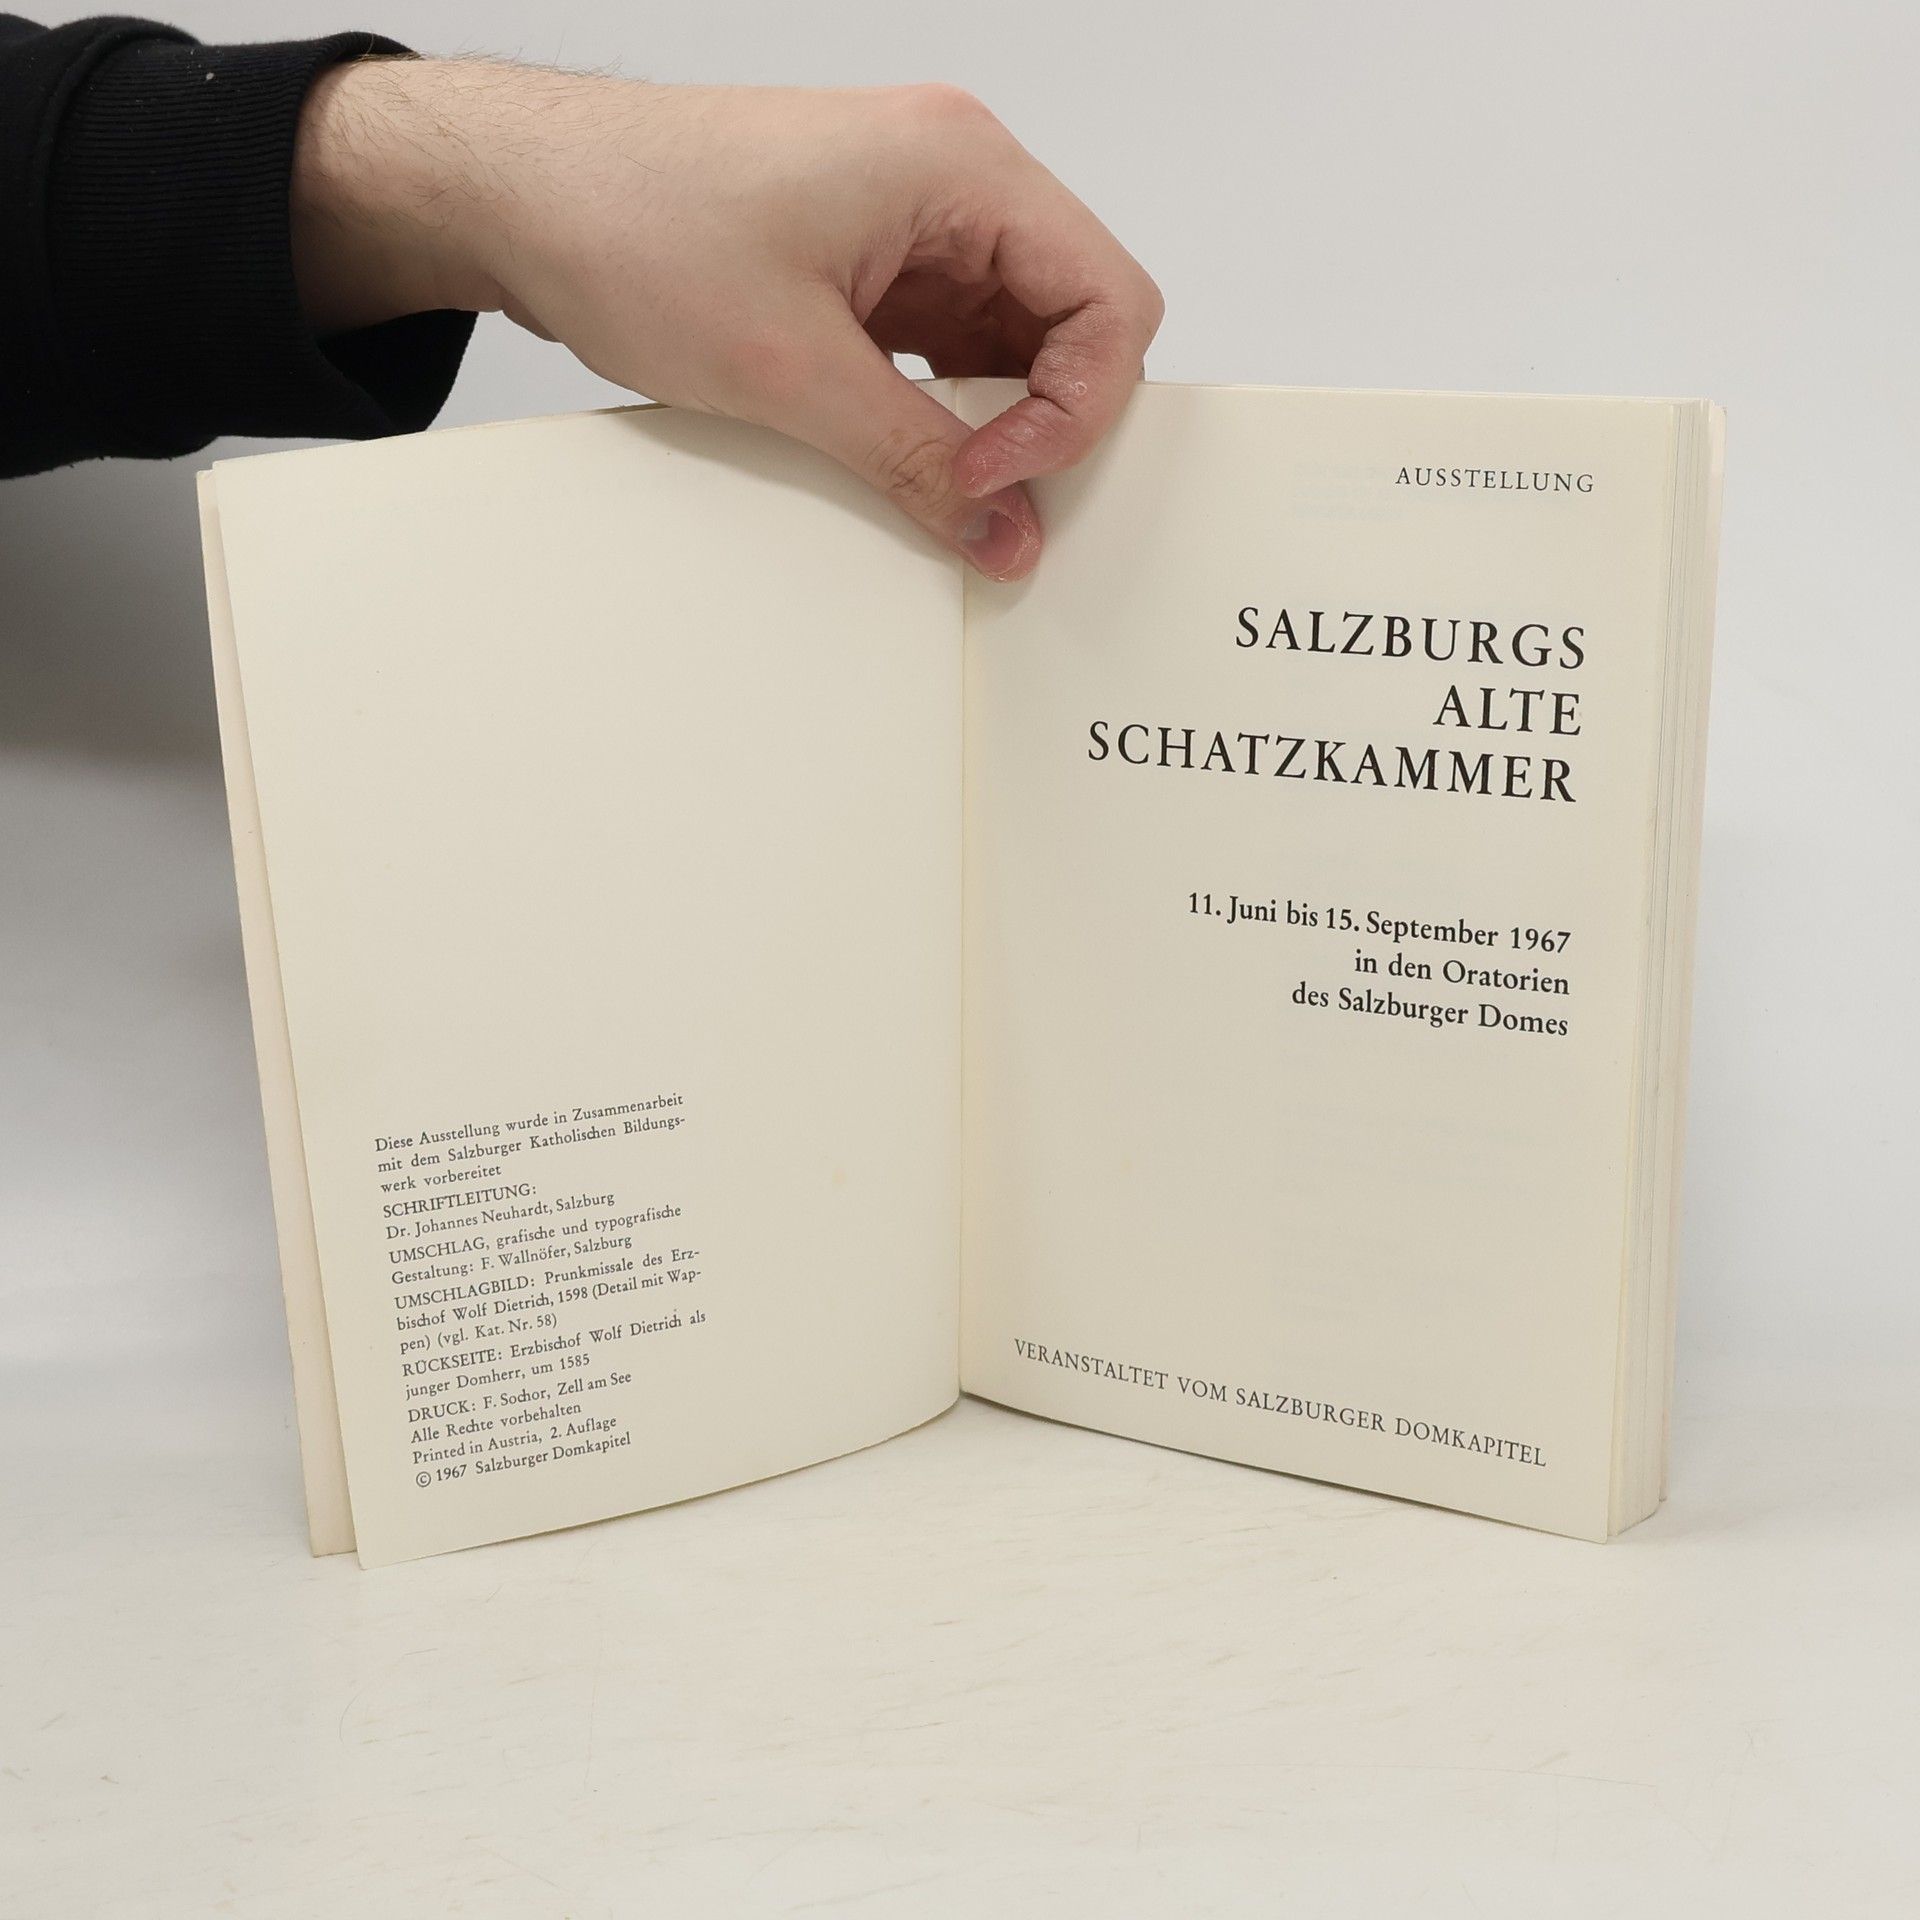 Diese Ausstellung wurde in Zusammenarbeit
mit dem Salzburger Katholischen Bildungs-
werk vorbereitet
SCHRIFTLEITUNG:
Dr. Johannes Neuhardt, Salzburg
UMSCHLAG, grafische und typografische
Gestaltung: F. Wallnöfer, Salzburg
UMSCHLAGBILD: Prunkmissale des Erz-
bischof Wolf Dietrich, 1598 (Detail mit Wap-
pen) (vgl. Kat. Nr. 58)
RÜCKSEITE: Erzbischof Wolf Dietrich als
junger Domherr, um 1585
DRUCK: F. Sochor, Zell am See
Alle Rechte vorbehalten
Printed in Austria, 2. Auflage
© 1967 Salzburger Domkapitel
AUSSTELLUNG
SALZBURGS
ALTE
SCHATZKAMMER
11. Juni bis 15. September 1967
in den Oratorien
des Salzburger Domes
VERANSTALTET VOM SALZBURGER DOMKAPITEL